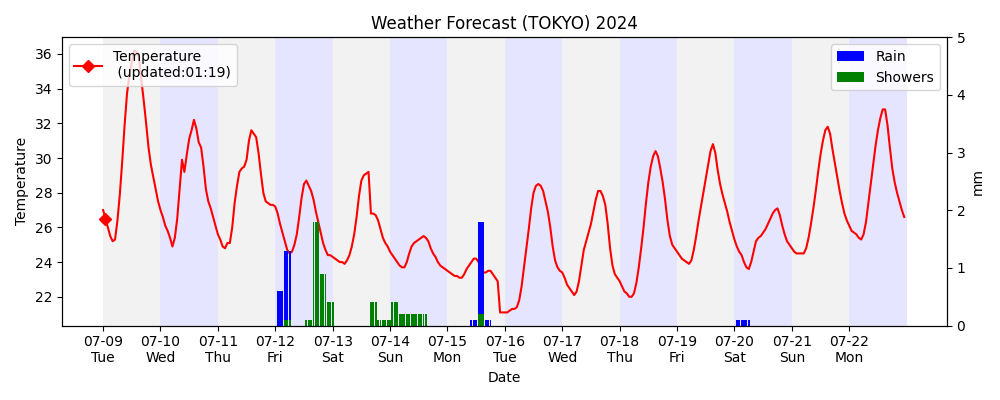 Weather Forecast (TOKYO) 2024
Temperature
(updated:01:19)
Rain
Showers
Temperature
36
34
32
30
28
26
24
22
5
4
3
2
1
0
mm
07-09 07-10 07-11 07-12 07-13 07-14 07-15 07-16 07-17 07-18 07-19 07-20 07-21 07-22
Tue Wed Thu Fri Sat Sun Mon Tue Wed Thu Fri Sat Sun Mon
Date